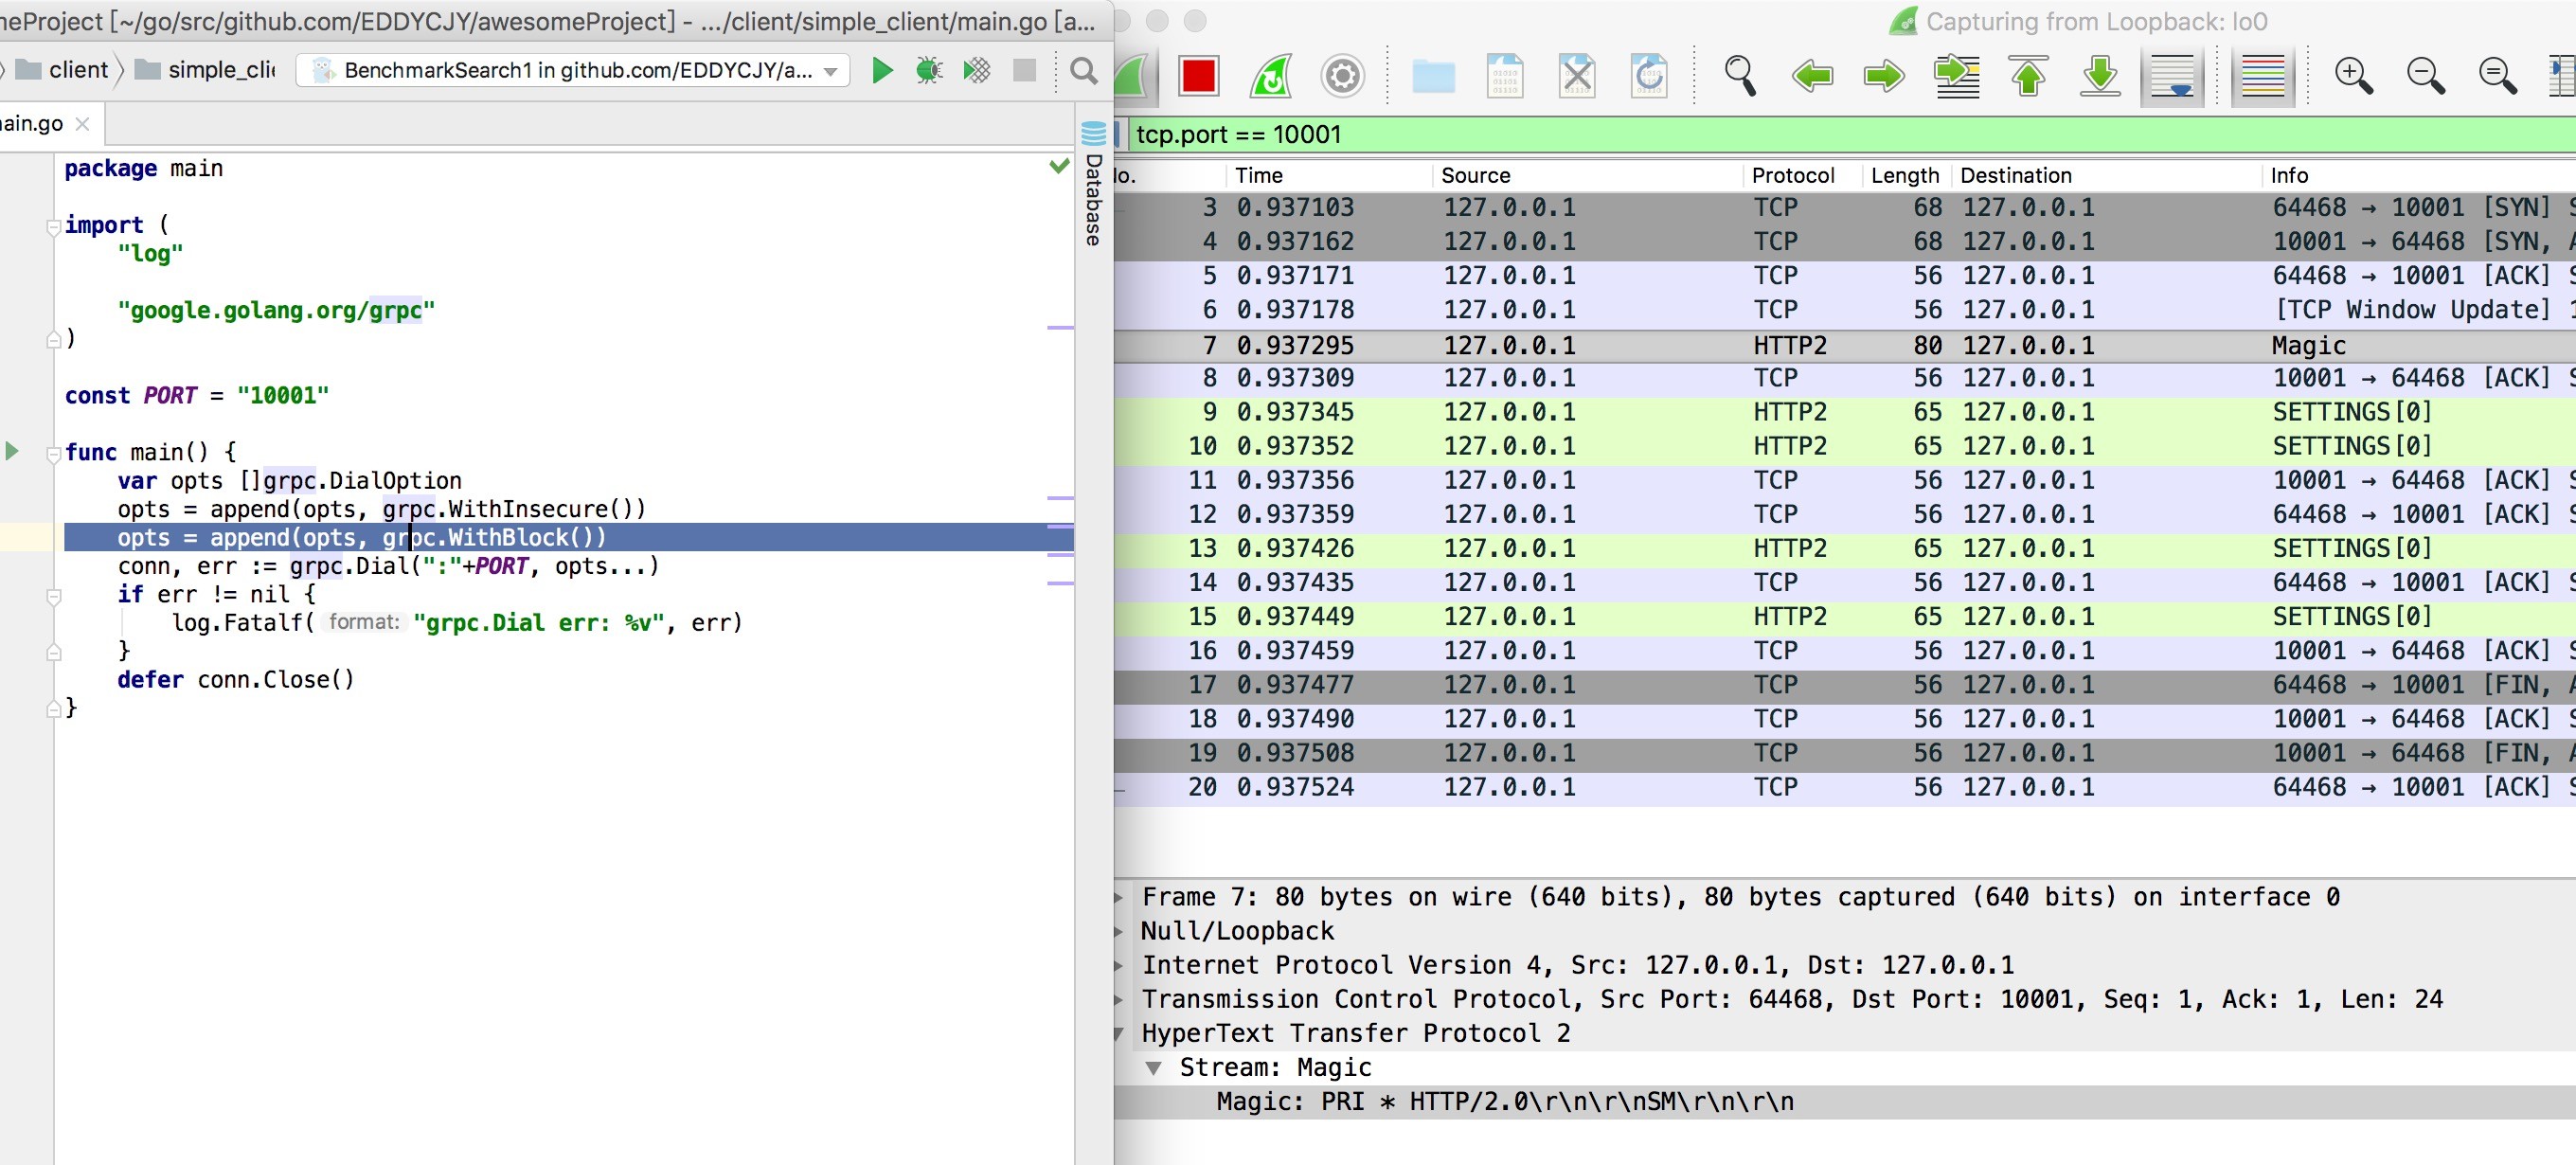 neProject [~/go/src/github.com/EDDYCJY/awesomeProject] - .../client/simple_client/main.go [a...
client simple_clie BenchmarkSearch1 in github.com/EDDYCJY/a...
ain.go
Database
package main
import (
"log"
"google.golang.org/grpc"
)
const PORT = "10001"
func main() {
var opts []grpc.DialOption
opts = append(opts, grpc.WithInsecure())
opts = append(opts, grpc.WithBlock())
conn, err := grpc.Dial(":"+PORT, opts...)
if err != nil {
log.Fatalf( format: "grpc.Dial err: %v", err)
}
defer conn.Close()
}
Capturing from Loopback: lo0
tcp.port == 10001
lo. Time Source Protocol Length Destination Info
3 0.937103 127.0.0.1 TCP 68 127.0.0.1 64468 → 10001 [SYN] S
4 0.937162 127.0.0.1 TCP 68 127.0.0.1 10001 → 64468 [SYN, A
5 0.937171 127.0.0.1 TCP 56 127.0.0.1 64468 → 10001 [ACK] S
6 0.937178 127.0.0.1 TCP 56 127.0.0.1 [TCP Window Update] 1
7 0.937295 127.0.0.1 HTTP2 80 127.0.0.1 Magic
8 0.937309 127.0.0.1 TCP 56 127.0.0.1 10001 → 64468 [ACK] S
9 0.937345 127.0.0.1 HTTP2 65 127.0.0.1 SETTINGS[0]
10 0.937352 127.0.0.1 HTTP2 65 127.0.0.1 SETTINGS[0]
11 0.937356 127.0.0.1 TCP 56 127.0.0.1 10001 → 64468 [ACK] S
12 0.937359 127.0.0.1 TCP 56 127.0.0.1 64468 → 10001 [ACK] S
13 0.937426 127.0.0.1 HTTP2 65 127.0.0.1 SETTINGS[0]
14 0.937435 127.0.0.1 TCP 56 127.0.0.1 64468 → 10001 [ACK] S
15 0.937449 127.0.0.1 HTTP2 65 127.0.0.1 SETTINGS[0]
16 0.937459 127.0.0.1 TCP 56 127.0.0.1 10001 → 64468 [ACK] S
17 0.937477 127.0.0.1 TCP 56 127.0.0.1 64468 → 10001 [FIN, A
18 0.937490 127.0.0.1 TCP 56 127.0.0.1 10001 → 64468 [ACK] S
19 0.937508 127.0.0.1 TCP 56 127.0.0.1 10001 → 64468 [FIN, A
20 0.937524 127.0.0.1 TCP 56 127.0.0.1 64468 → 10001 [ACK] S
Frame 7: 80 bytes on wire (640 bits), 80 bytes captured (640 bits) on interface 0
Null/Loopback
Internet Protocol Version 4, Src: 127.0.0.1, Dst: 127.0.0.1
Transmission Control Protocol, Src Port: 64468, Dst Port: 10001, Seq: 1, Ack: 1, Len: 24
HyperText Transfer Protocol 2
Stream: Magic
Magic: PRI * HTTP/2.0\r\n\r\nSM\r\n\r\n